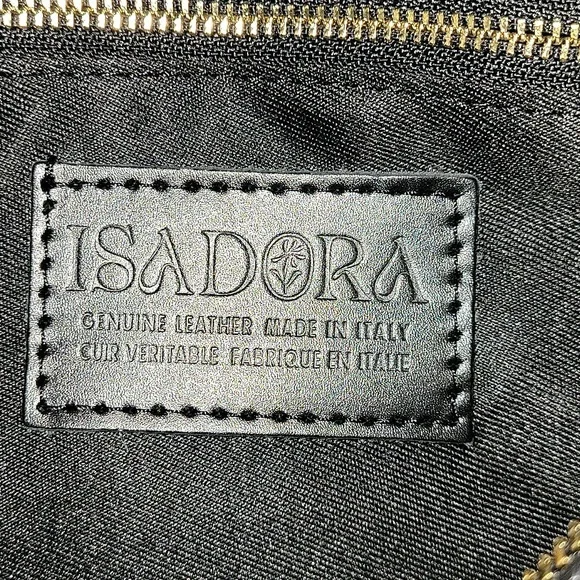 ISADORA
GENUINE LEATHER MADE IN ITALY
CUIR VERITABLE FABRIQUE EN ITALIE